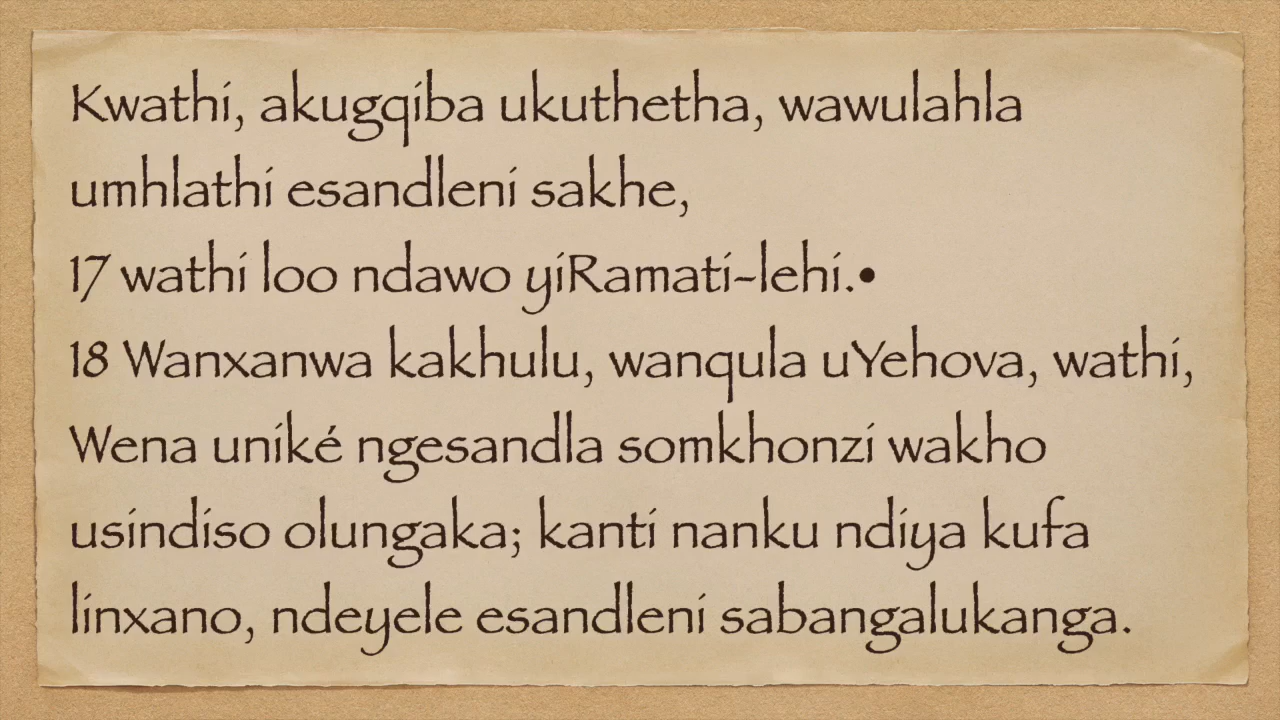 Kwathi, akugqiba ukuthetha, wawulahla
umhlathi esandleni sakhe,
17 wathi loo ndawo yiRamati-lehi.•
18 Wanxanwa kakhulu, wanqula uYehova, wathi,
Wena uniké ngesandla somkhonzi wakho
usindiso olungaka; kanti nanku ndiya kufa
linxano, ndeyele esandleni sabangalukanga.